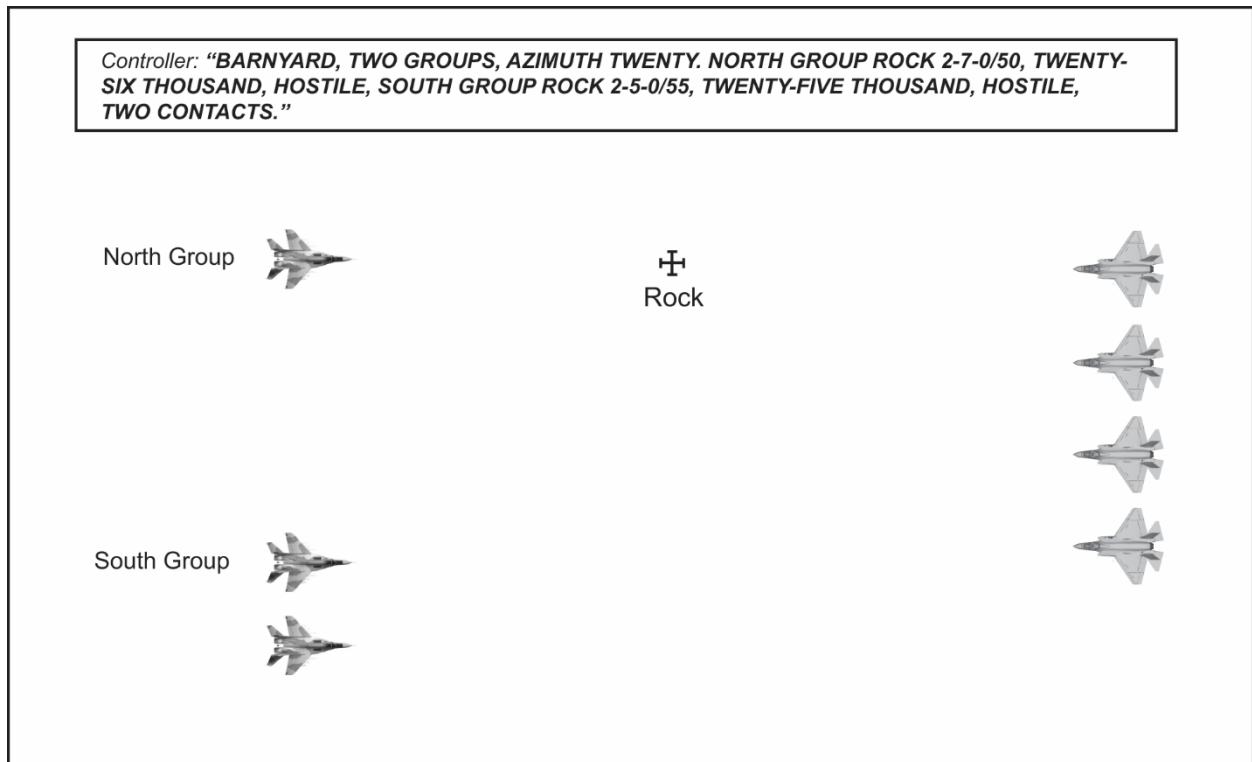 Controller: “BARNYARD, TWO GROUPS, AZIMUTH TWENTY. NORTH GROUP ROCK 2-7-0/50, TWENTY-
SIX THOUSAND, HOSTILE, SOUTH GROUP ROCK 2-5-0/55, TWENTY-FIVE THOUSAND, HOSTILE,
TWO CONTACTS.”
North Group
Rock
South Group